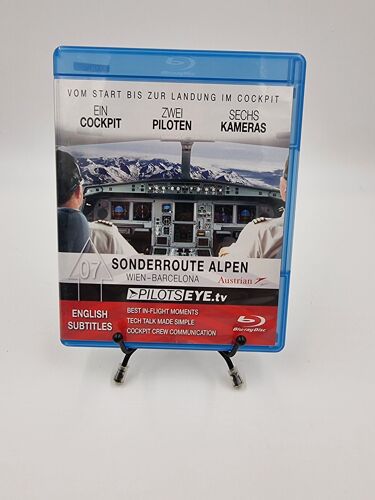 VOM START BIS ZUR LANDUNG IM COCKPIT
EIN COCKPIT
ZWEI PILOTEN
SECHS KAMERAS
07
SONDERROUTE ALPEN
WIEN–BARCELONA
Austrian
PILOTSEYE.tv
ENGLISH SUBTITLES
BEST IN-FLIGHT MOMENTS
TECH TALK MADE SIMPLE
COCKPIT CREW COMMUNICATION
Blu-ray Disc